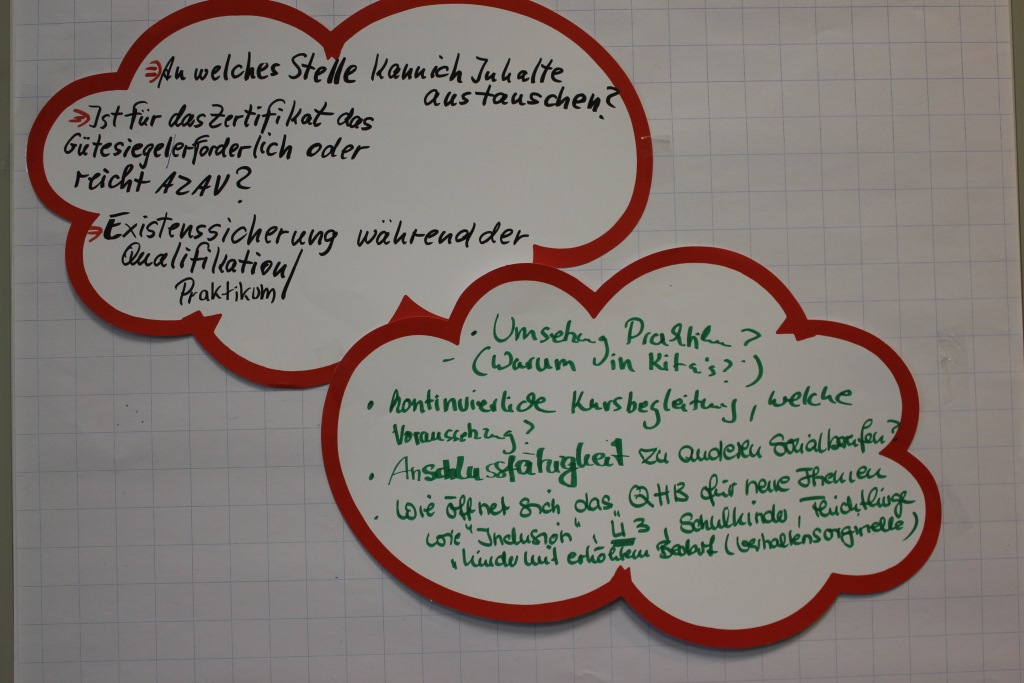 ⇒ An welches Stelle kann ich Inhalte
austauschen?
⇒ Ist für das Zertifikat das
Gütesiegel erforderlich oder
reicht AZAV?
⇒ Existenssicherung während der
Qualifikation/
Praktikum
• Umsetzung Praktikum?
- (Warum in Kita's?)
• Kontinuierliche Kursbegleitung, welche
Voraussetzung?
• Anschlussfähigkeit zu anderen Sozialberufen?
• Wie öffnet sich das QHB für neue Themen
wie "Inclusion", Ü3, Schulkinder, Flüchtlinge
, Kinder mit erhöhtem Bedarf (verhaltensoriginelle)